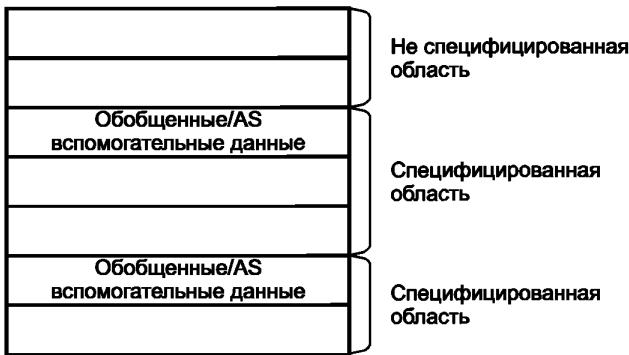 Не специфицированная
область
Обобщенные/AS
вспомогательные данные
Специфицированная
область
Обобщенные/AS
вспомогательные данные
Специфицированная
область